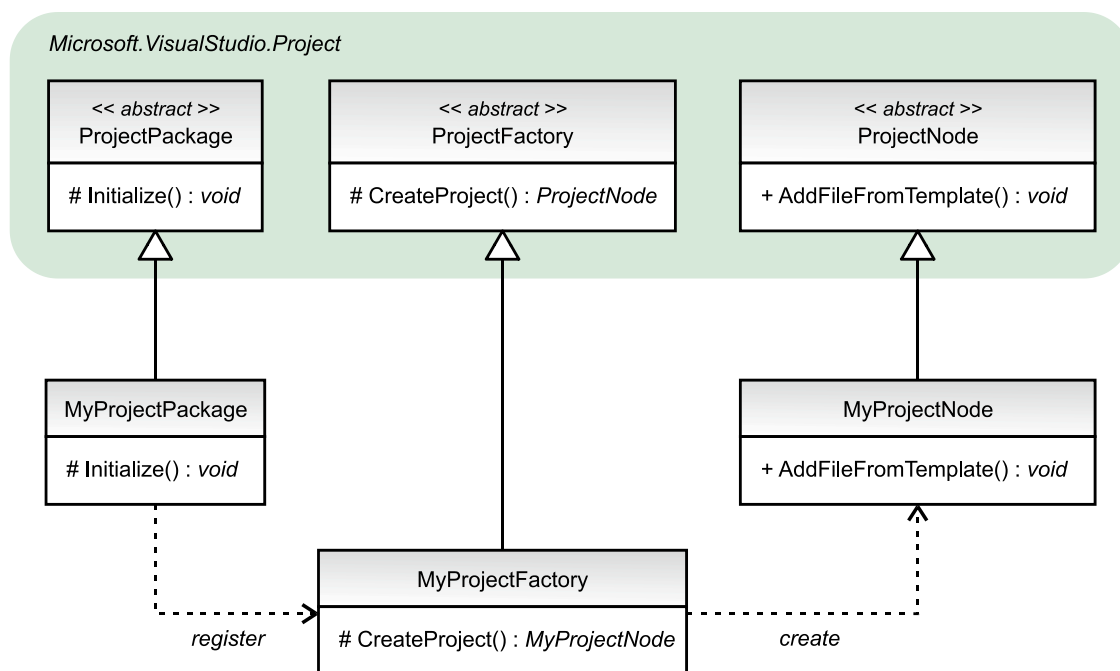 Microsoft.VisualStudio.Project
<< abstract >>
ProjectPackage
# Initialize() : void
<< abstract >>
ProjectFactory
# CreateProject() : ProjectNode
<< abstract >>
ProjectNode
+ AddFileFromTemplate() : void
MyProjectPackage
# Initialize() : void
MyProjectNode
+ AddFileFromTemplate() : void
MyProjectFactory
# CreateProject() : MyProjectNode
register
create